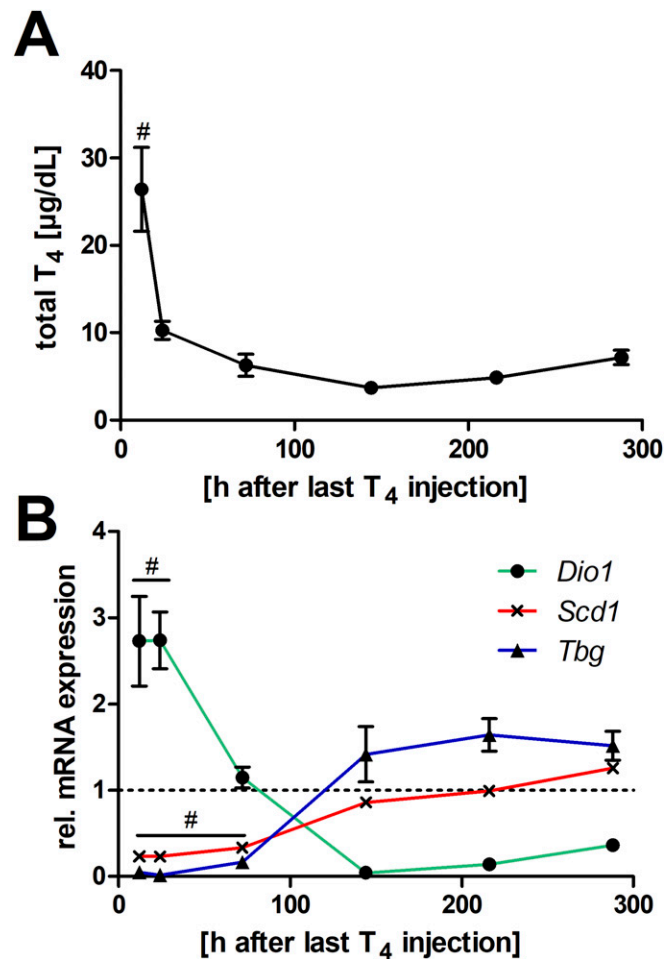 A
40
#
30
20
10
0
total T4 [µg/dL]
0 100 200 300
[h after last T4 injection]
B
4
# Dio1
3
Scd1
Tbg
2
1
#
0
rel. mRNA expression
0 100 200 300
[h after last T4 injection]